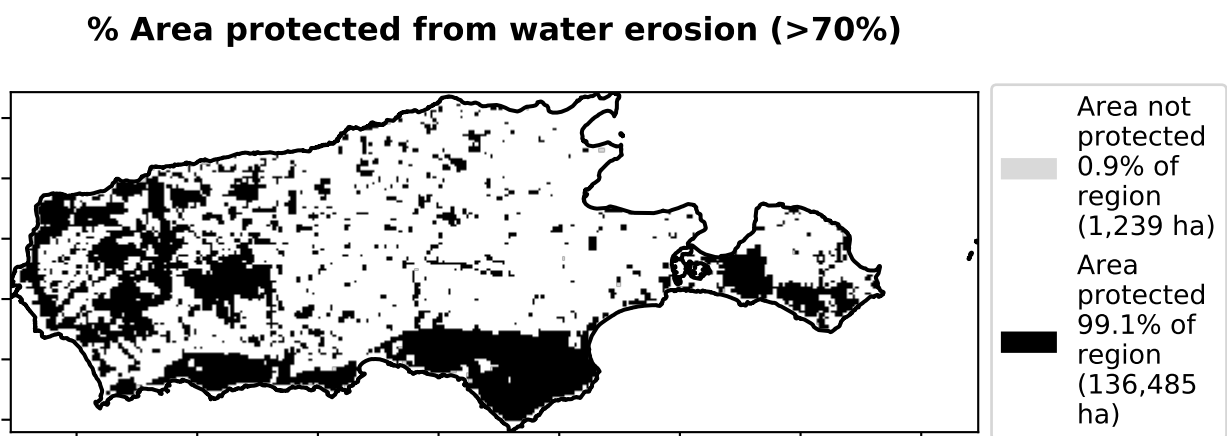 % Area protected from water erosion (>70%)
Area not
protected
0.9% of
region
(1,239 ha)
Area
protected
99.1% of
region
(136,485
ha)